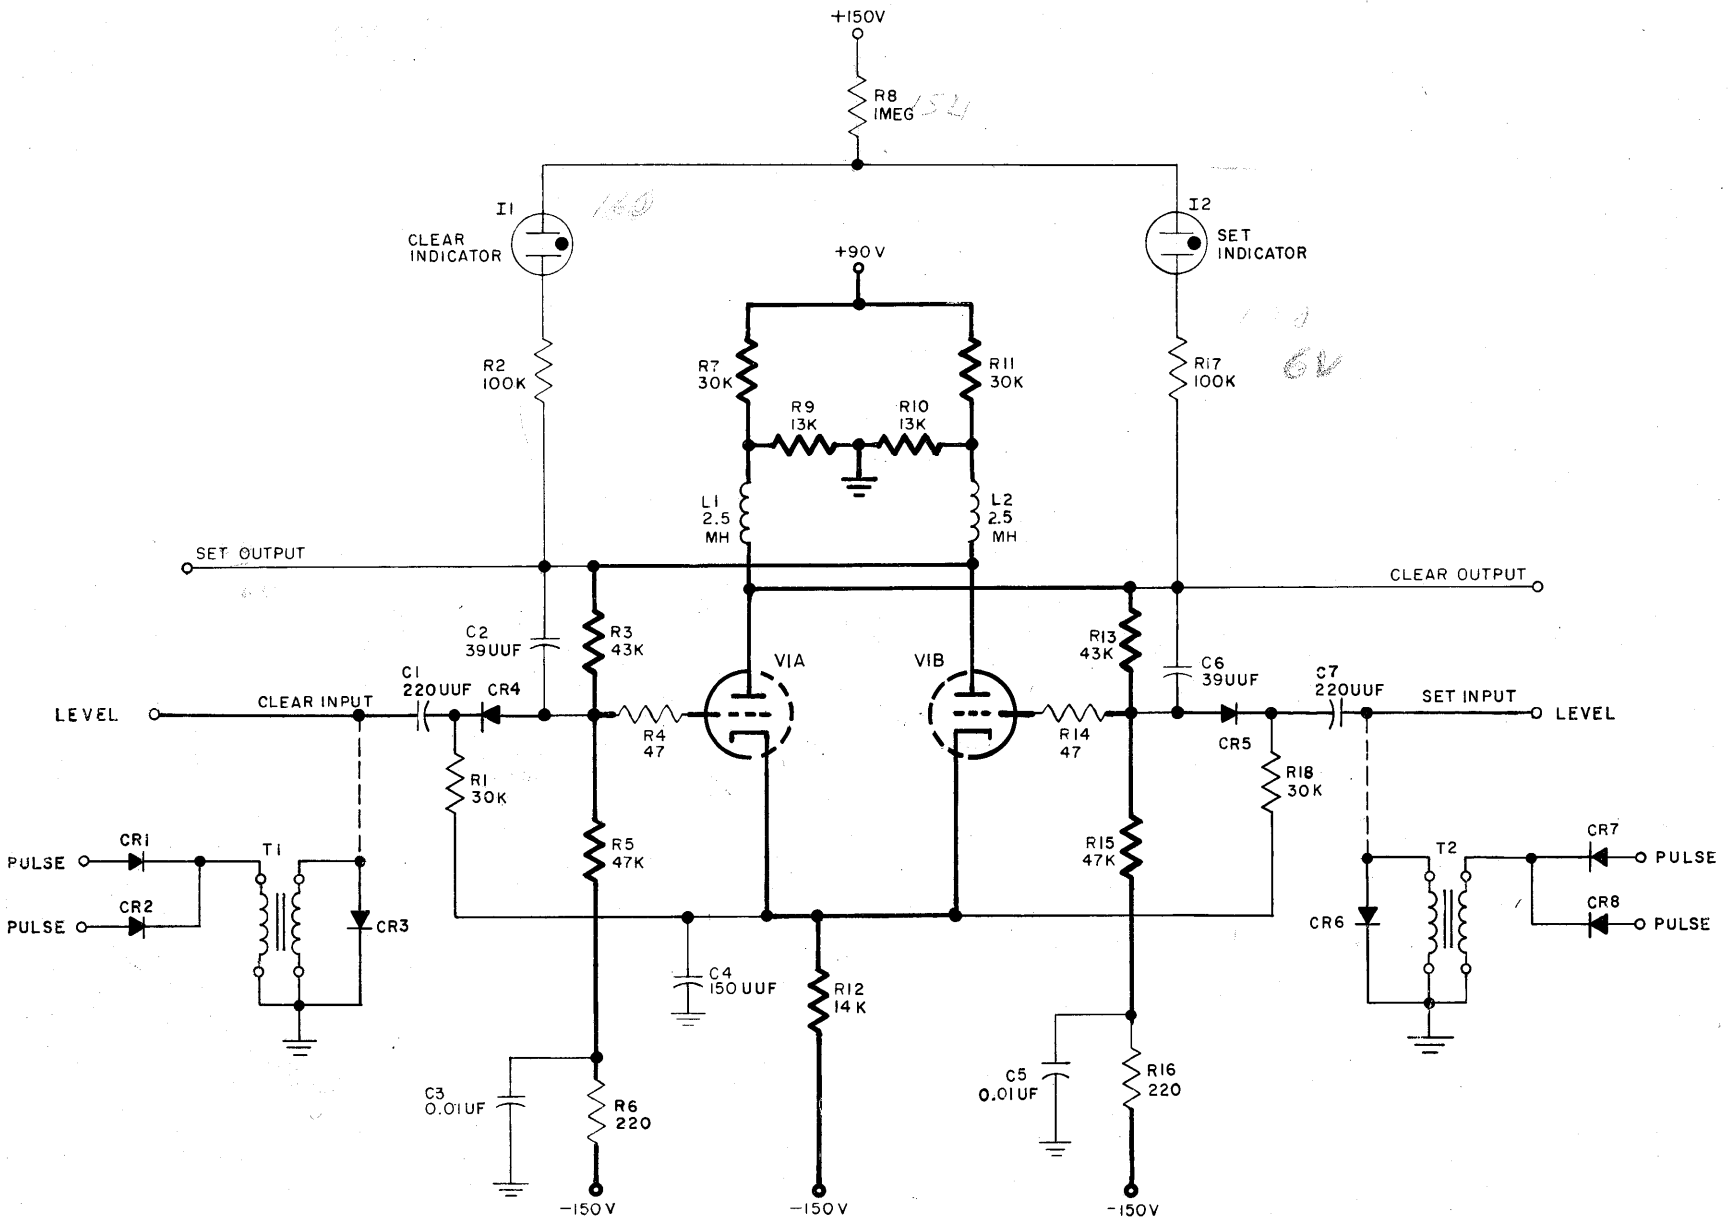 +150V
R8
1MEG
I1
CLEAR
INDICATOR
I2
SET
INDICATOR
+90V
R2
100K
R7
30K
R11
30K
R17
100K
6V
R9
13K
R10
13K
L1
2.5
MH
L2
2.5
MH
SET OUTPUT
CLEAR OUTPUT
C2
39UUF
R3
43K
V1A
V1B
R13
43K
C6
39UUF
C1
220UUF
CR4
C7
220UUF
LEVEL
CLEAR INPUT
SET INPUT
LEVEL
R4
47
R14
47
CR5
R1
30K
R18
30K
CR1
PULSE
T1
R5
47K
R15
47K
T2
CR7
PULSE
CR2
PULSE
CR3
CR6
CR8
PULSE
C4
150UUF
R12
14K
C3
0.01UF
R6
220
C5
0.01UF
R16
220
-150V
-150V
-150V